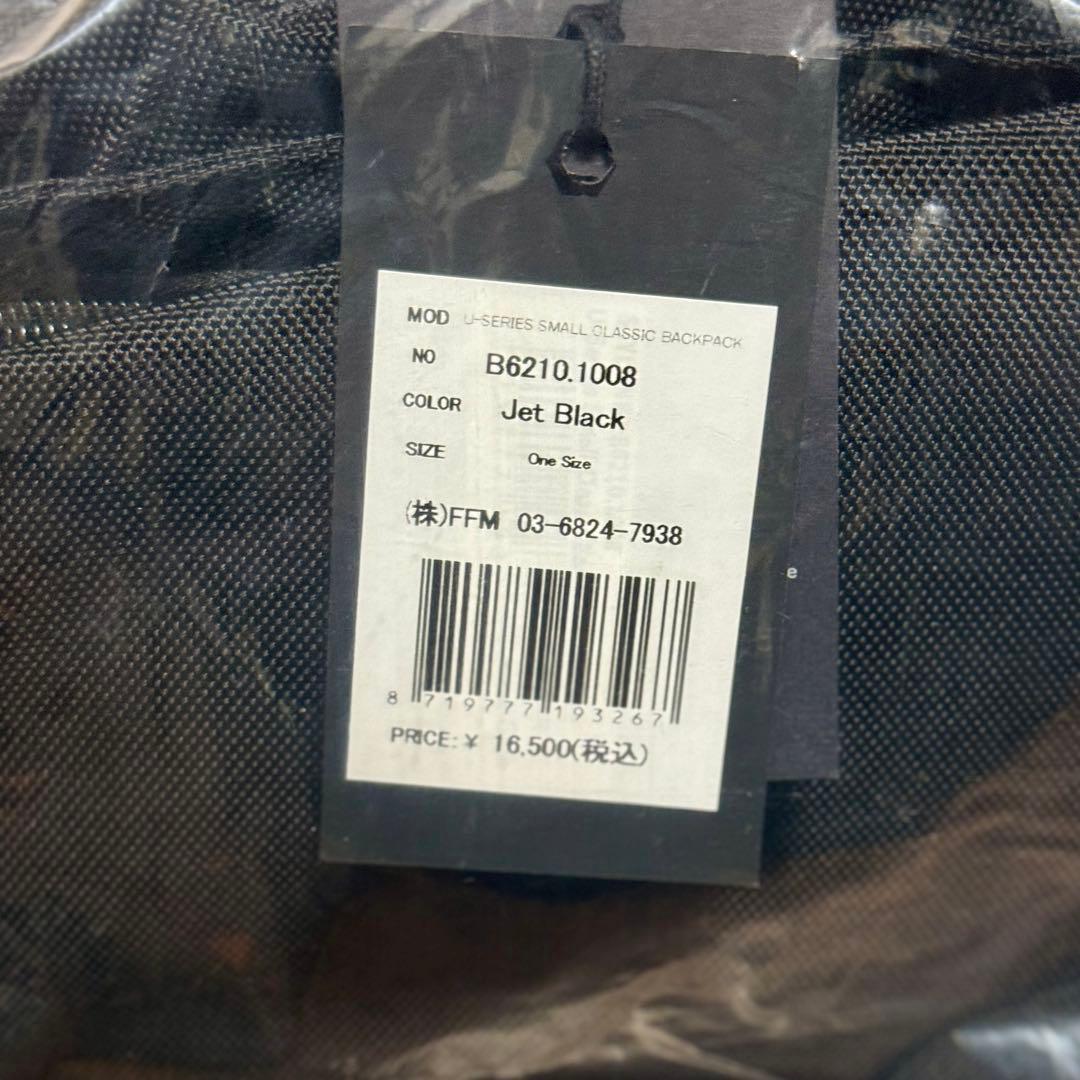 MOD U-SERIES SMALL CLASSIC BACKPACK
NO B6210.1008
COLOR Jet Black
SIZE One Size
(株)FFM 03-6824-7938
8 719777 193267
PRICE:¥ 16,500(税込)
e